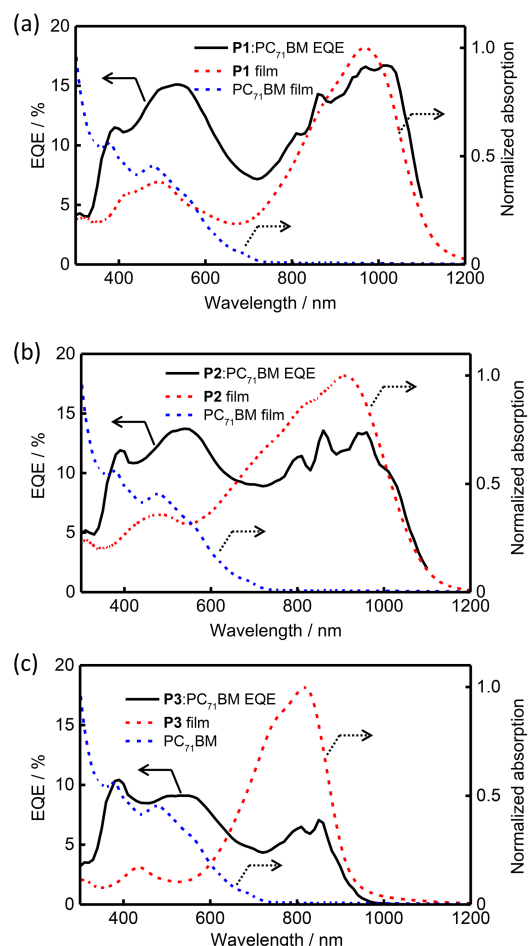 (a)
P1:PC71BM EQE
P1 film
PC71BM film
20
15
10
5
0
EQE / %
1.0
0.5
0
Normalized absorption
400 600 800 1000 1200
Wavelength / nm
(b)
P2:PC71BM EQE
P2 film
PC71BM film
20
15
10
5
0
EQE / %
1.0
0.5
0
Normalized absorption
400 600 800 1000 1200
Wavelength / nm
(c)
P3:PC71BM EQE
P3 film
PC71BM
20
15
10
5
0
EQE / %
1.0
0.5
0
Normalized absorption
400 600 800 1000 1200
Wavelength / nm